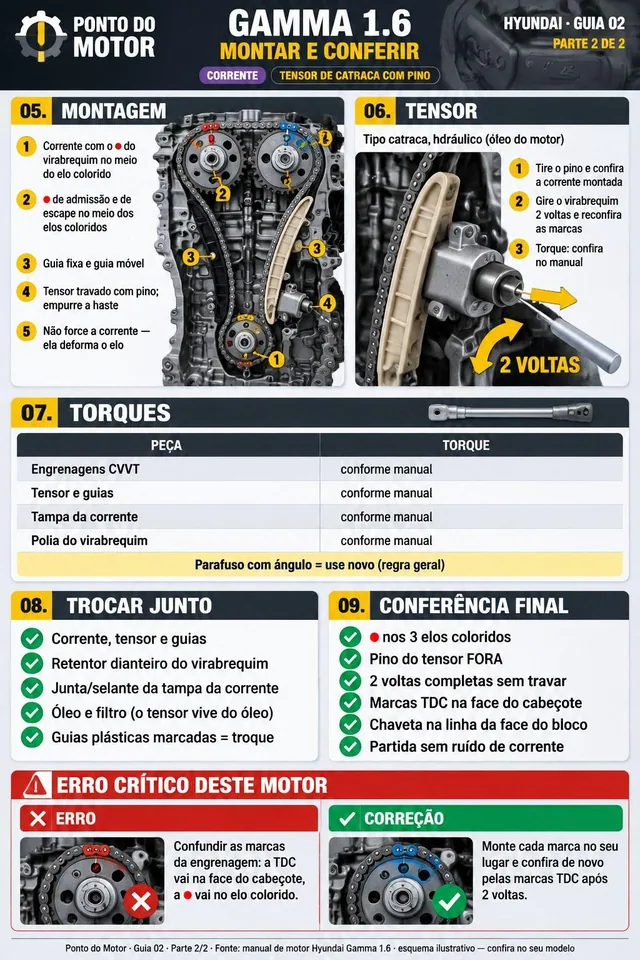 PONTO DO
MOTOR
GAMMA 1.6
MONTAR E CONFERIR
CORRENTE
TENSOR DE CATRACA COM PINO
HYUNDAI · GUIA 02
PARTE 2 DE 2
05. MONTAGEM
1 Corrente com o do
virabrequim no meio
do elo colorido
2 de admissão e de
escape no meio dos
elos coloridos
3 Guia fixa e guia móvel
4 Tensor travado com pino;
empurre a haste
5 Não force a corrente —
ela deforma o elo
2
2
1
3
3
4
1
06. TENSOR
Tipo catraca, hdráulico (óleo do motor)
1 Tire o pino e confira
a corrente montada
2 Gire o virabrequim
2 voltas e reconfira
as marcas
3 Torque: confira
no manual
2 VOLTAS
07. TORQUES
PEÇA TORQUE
Engrenagens CVVT conforme manual
Tensor e guias conforme manual
Tampa da corrente conforme manual
Polia do virabrequim conforme manual
Parafuso com ângulo = use novo (regra geral)
08. TROCAR JUNTO
Corrente, tensor e guias
Retentor dianteiro do virabrequim
Junta/selante da tampa da corrente
Óleo e filtro (o tensor vive do óleo)
Guias plásticas marcadas = troque
09. CONFERÊNCIA FINAL
nos 3 elos coloridos
Pino do tensor FORA
2 voltas completas sem travar
Marcas TDC na face do cabeçote
Chaveta na linha da face do bloco
Partida sem ruído de corrente
ERRO CRÍTICO DESTE MOTOR
ERRO
Confundir as marcas
da engrenagem: a TDC
vai na face do cabeçote,
a vai no elo colorido.
CORREÇÃO
Monte cada marca no seu
lugar e confira de novo
pelas marcas TDC após
2 voltas.
Ponto do Motor · Guia 02 · Parte 2/2 · Fonte: manual de motor Hyundai Gamma 1.6 · esquema ilustrativo — confira no seu modelo